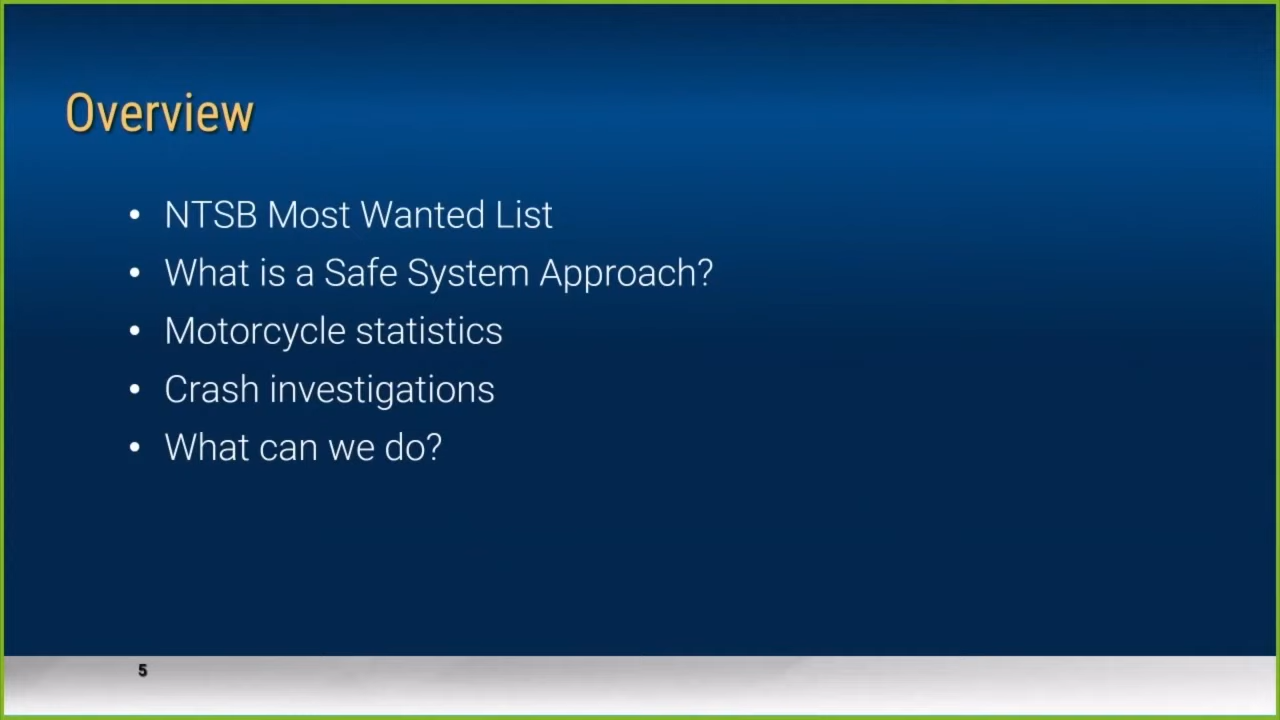 Overview
• NTSB Most Wanted List
• What is a Safe System Approach?
• Motorcycle statistics
• Crash investigations
• What can we do?
5